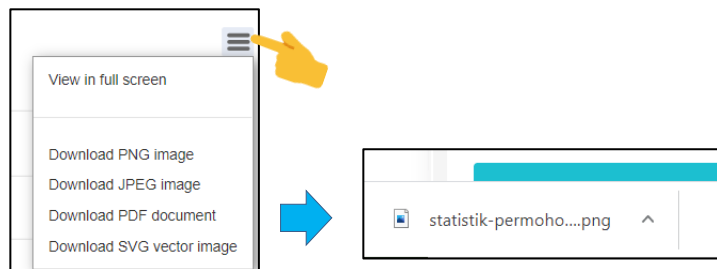 View in full screen
Download PNG image
Download JPEG image
Download PDF document
Download SVG vector image
statistik-permoho....png